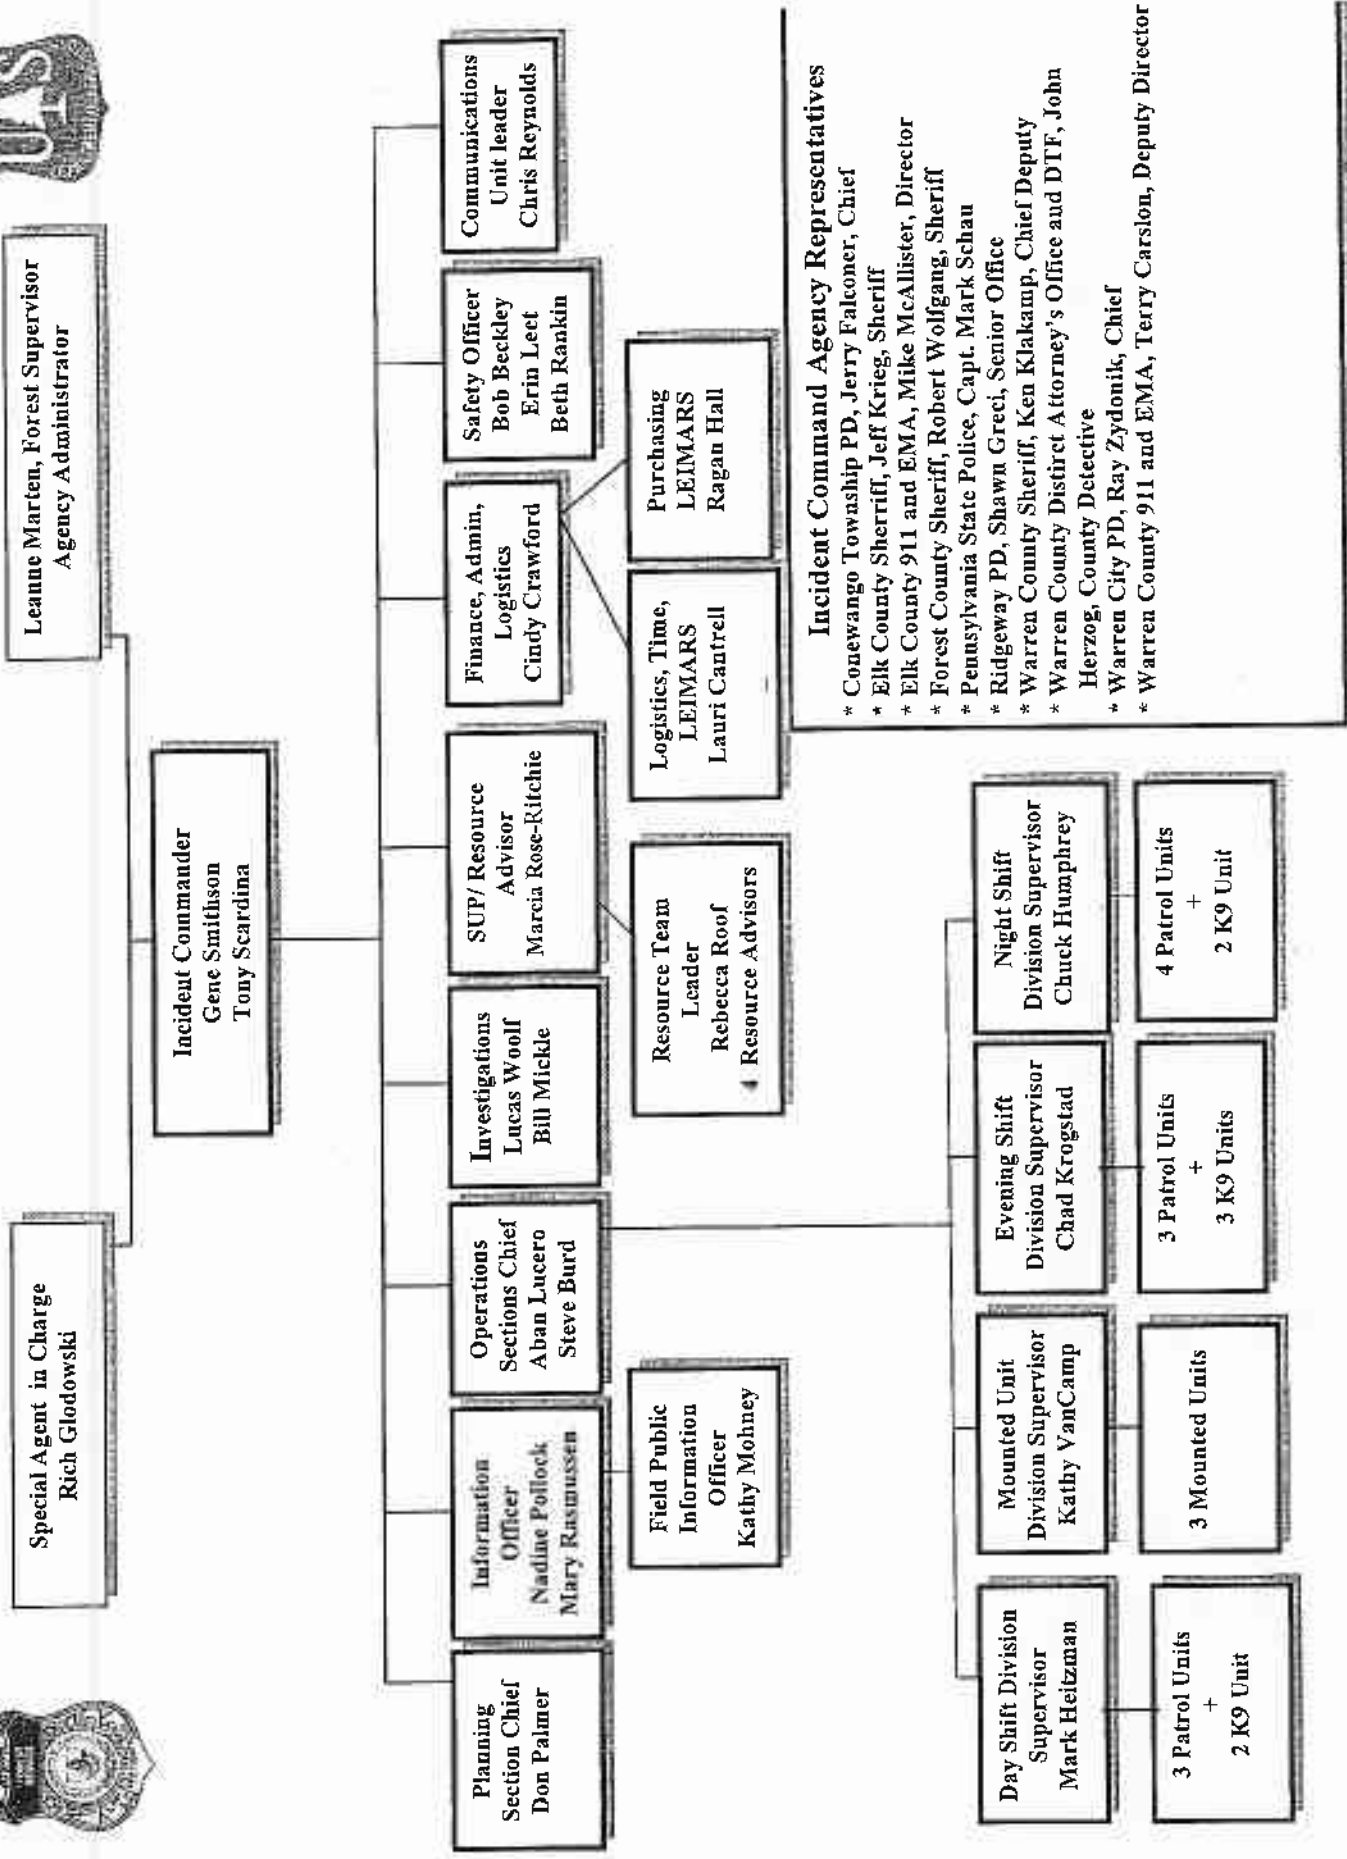 Special Agent in Charge
Rich Glodowski
Leanne Marten, Forest Supervisor
Agency Administrator
UAS
Incident Commander
Gene Smithson
Tony Scardina
Planning
Section Chief
Don Palmer
Information
Officer
Nadine Pollock
Mary Rasmussen
Operations
Sections Chief
Aban Lucero
Steve Burd
Investigations
Lucas Woolf
Bill Mickle
SUP/ Resource
Advisor
Marcia Rose-Ritchie
Finance, Admin,
Logistics
Cindy Crawford
Safety Officer
Bob Beckley
Erin Leet
Beth Rankin
Communications
Unit leader
Chris Reynolds
Field Public
Information
Officer
Kathy Mohney
Resource Team
Leader
Rebecca Roof
4 Resource Advisors
Logistics, Time,
LEIMARS
Lauri Cantrell
Purchasing
LEIMARS
Ragan Hall
Day Shift Division
Supervisor
Mark Heitzman
Mounted Unit
Division Supervisor
Kathy VanCamp
Evening Shift
Division Supervisor
Chad Krogstad
Night Shift
Division Supervisor
Chuck Humphrey
3 Patrol Units
+
2 K9 Unit
3 Mounted Units
3 Patrol Units
+
3 K9 Units
4 Patrol Units
+
2 K9 Unit
Incident Command Agency Representatives
* Conewango Township PD, Jerry Falconer, Chief
* Elk County Sherriff, Jeff Krieg, Sheriff
* Elk County 911 and EMA, Mike McAllister, Director
* Forest County Sheriff, Robert Wolfgang, Sheriff
* Pennsylvania State Police, Capt. Mark Schau
* Ridgeway PD, Shawn Greci, Senior Office
* Warren County Sheriff, Ken Klakamp, Chief Deputy
* Warren County Distirct Attorney's Office and DTF, John
Herzog, County Detective
* Warren City PD, Ray Zydonik, Chief
* Warren County 911 and EMA, Terry Carslon, Deputy Director